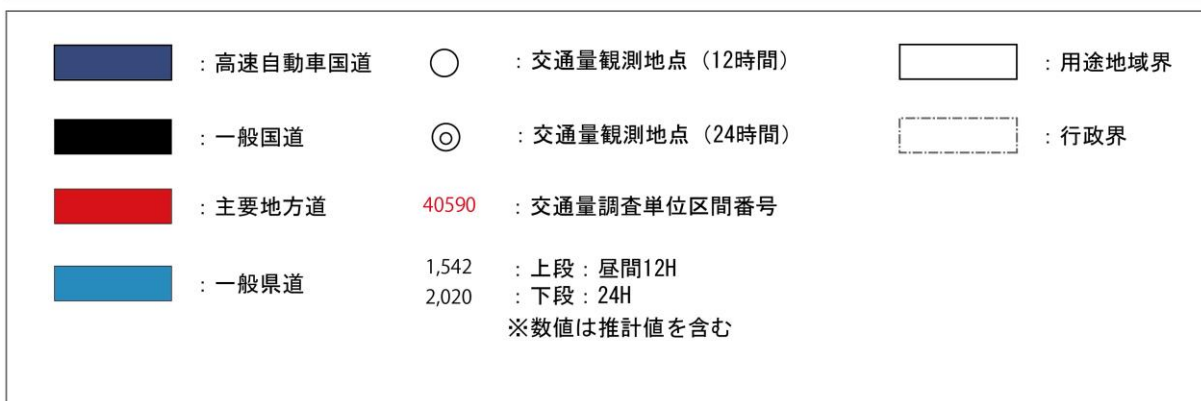 ：高速自動車国道
：交通量観測地点（12時間）
：用途地域界
：一般国道
：交通量観測地点（24時間）
：行政界
：主要地方道
40590
：交通量調査単位区間番号
：一般県道
1,542
：上段：昼間12H
2,020
：下段：24H
※数値は推計値を含む